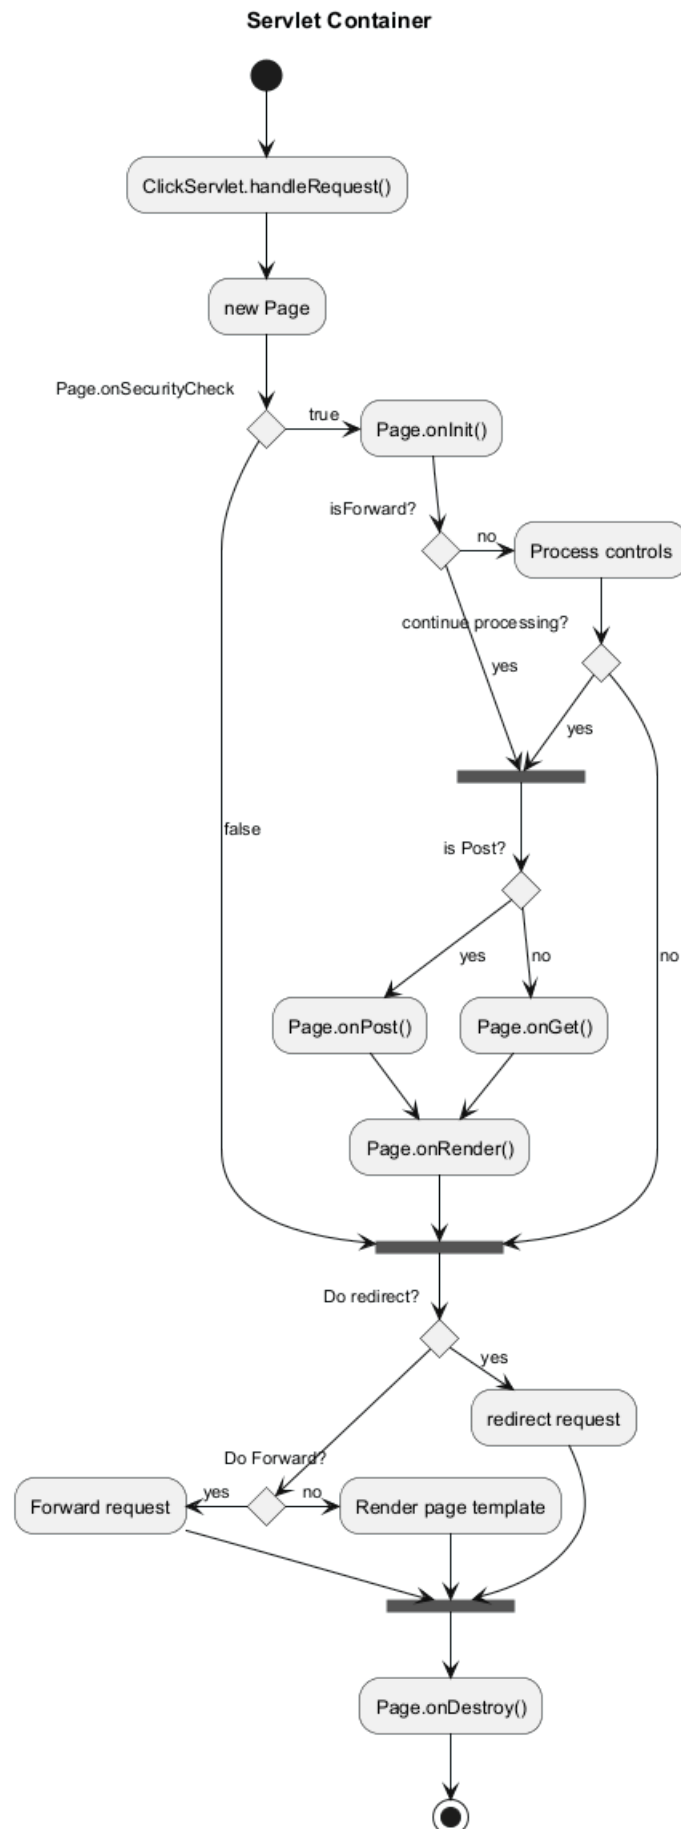 Servlet Container
ClickServlet.handleRequest()
new Page
Page.onSecurityCheck
true
Page.onInit()
isForward?
no
Process controls
continue processing?
yes
yes
false
is Post?
yes
no
no
Page.onPost()
Page.onGet()
Page.onRender()
Do redirect?
yes
redirect request
Do Forward?
Forward request
yes
no
Render page template
Page.onDestroy()